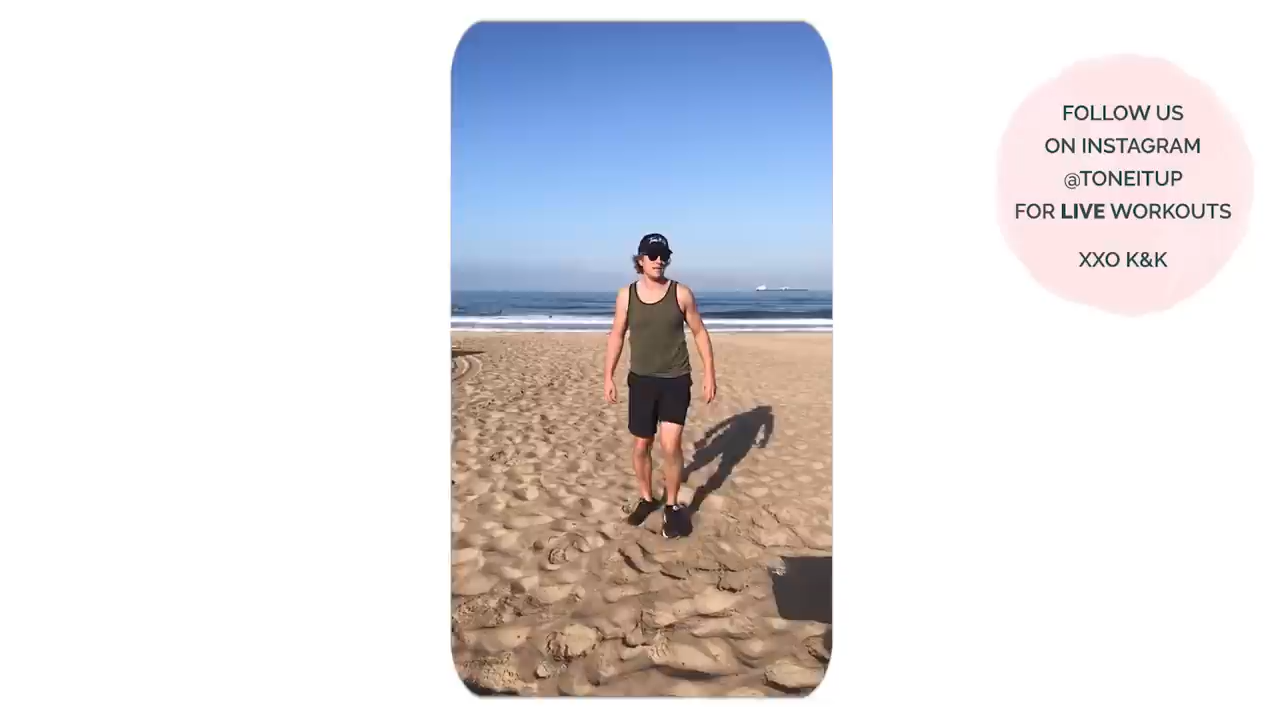 FOLLOW US
ON INSTAGRAM
@TONEITUP
FOR LIVE WORKOUTS
XXO K&K